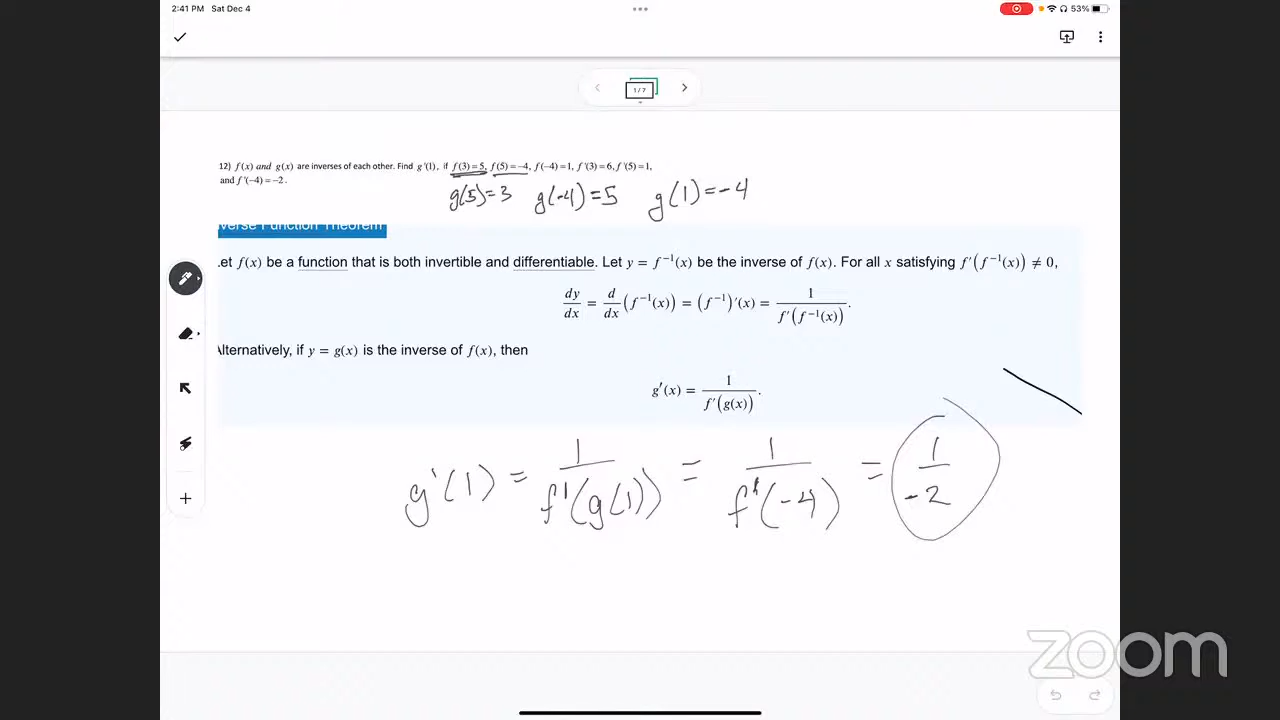 2:41 PM Sat Dec 4
53%
1/7
12) f(x) and g(x) are inverses of each other. Find g'(1), if f(3)=5, f(5)=-4, f(-4)=1, f'(3)=6, f'(5)=1,
and f'(-4)=-2.
g(5)=3 g(-4)=5 g(1)=-4
verse Function Theorem
et f(x) be a function that is both invertible and differentiable. Let y = f⁻¹(x) be the inverse of f(x). For all x satisfying f'(f⁻¹(x)) ≠ 0,
dy/dx = d/dx (f⁻¹(x)) = (f⁻¹)'(x) = 1/f'(f⁻¹(x)).
lternatively, if y = g(x) is the inverse of f(x), then
g'(x) = 1/f'(g(x)).
g'(1) = 1/f'(g(1)) = 1/f'(-4) = 1/-2
zoom